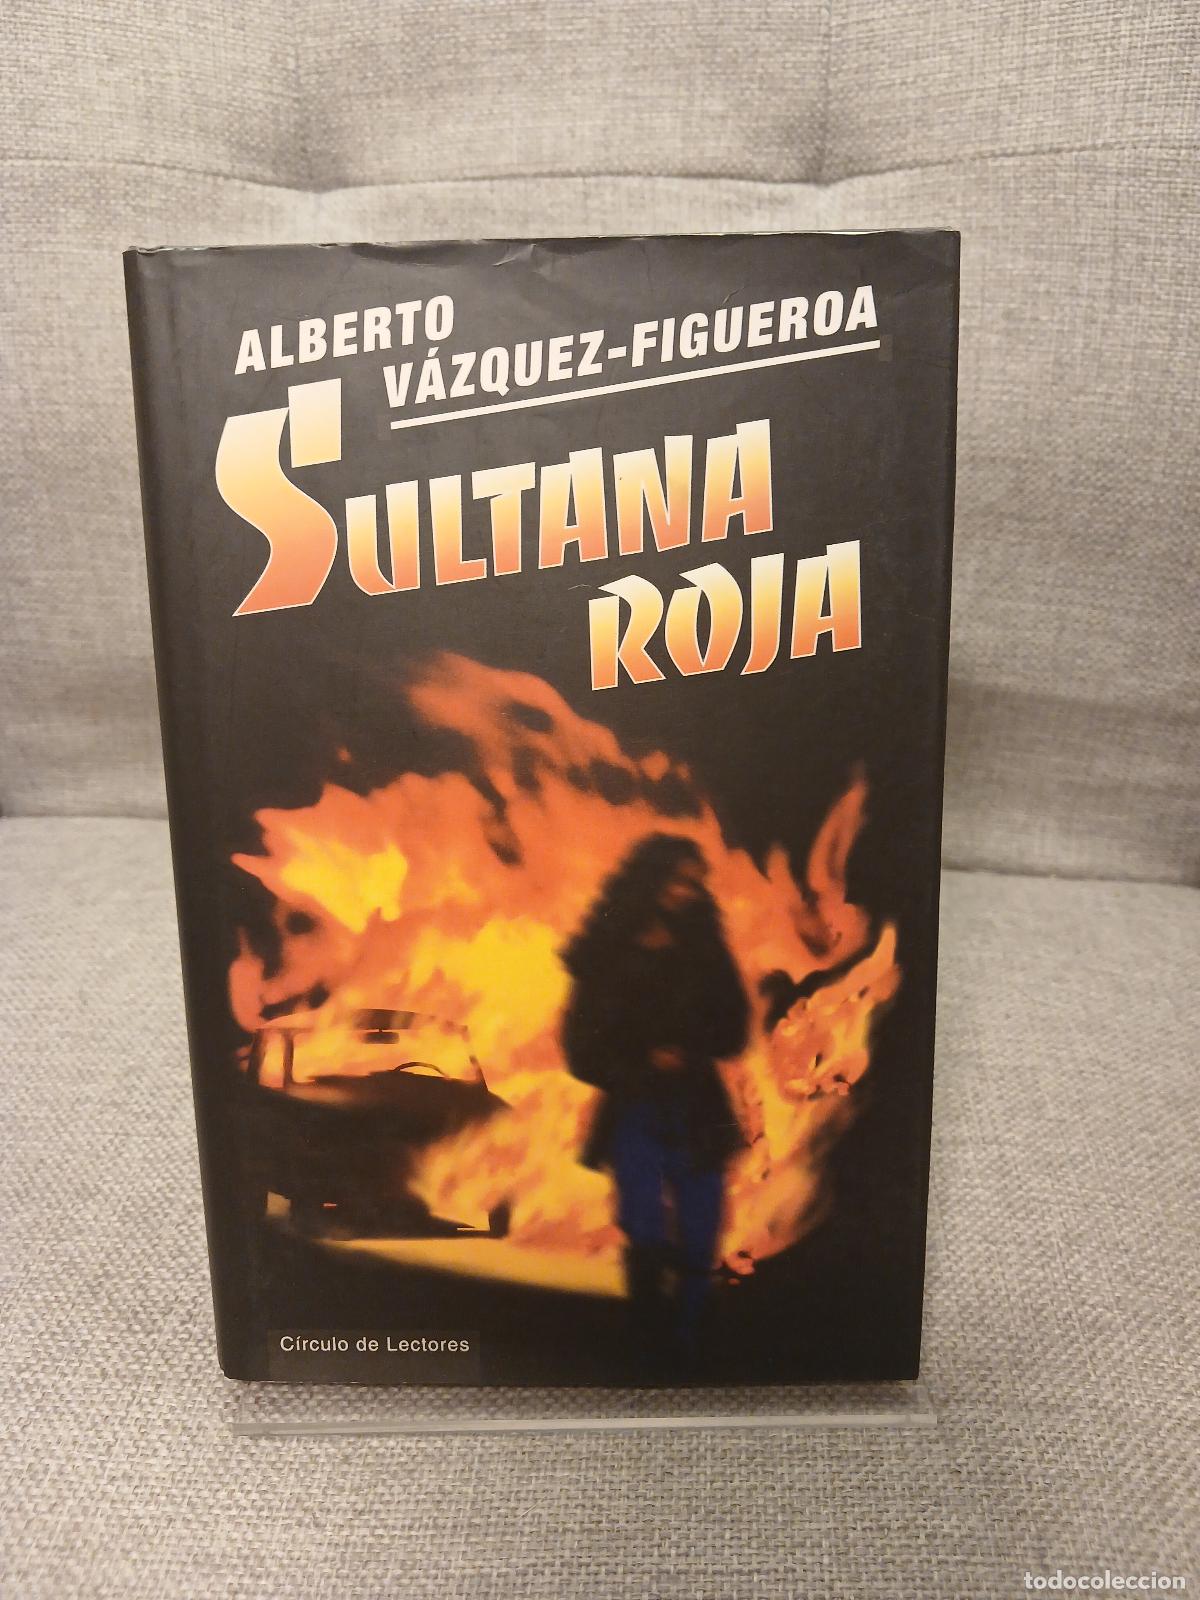 ALBERTO
VÁZQUEZ-FIGUEROA
SULTANA
ROJA
Círculo de Lectores
todocoleccion